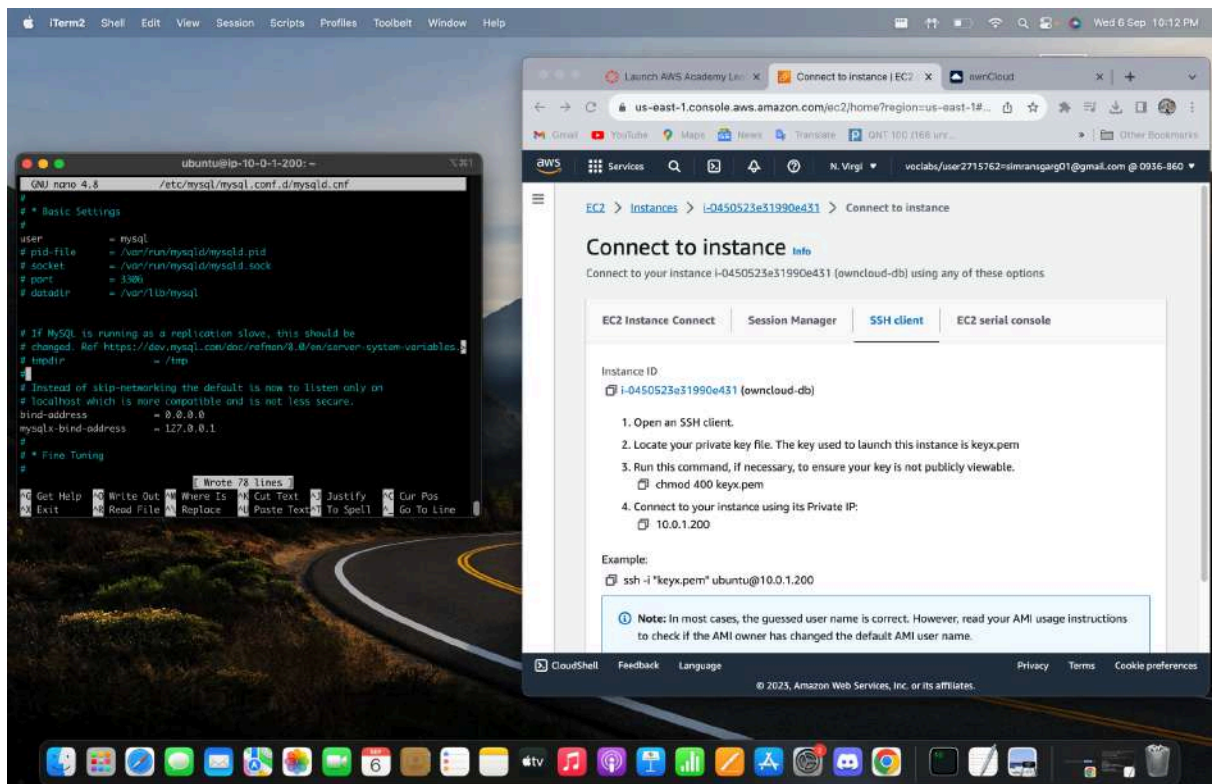 iTerm2 Shell Edit View Session Scripts Profiles Toolbelt Window Help
Wed 6 Sep 10:12 PM
ubuntu@ip-10-0-1-200: ~
GNU nano 4.8 /etc/mysql/mysql.conf.d/mysqld.cnf
#
# * Basic Settings
#
user = mysql
# pid-file = /var/run/mysqld/mysqld.pid
# socket = /var/run/mysqld/mysqld.sock
# port = 3306
# datadir = /var/lib/mysql
# If MySQL is running as a replication slave, this should be
# changed. Ref https://dev.mysql.com/doc/refman/8.0/en/server-system-variables.>
# tmpdir = /tmp
#
# Instead of skip-networking the default is now to listen only on
# localhost which is more compatible and is not less secure.
bind-address = 0.0.0.0
mysqlx-bind-address = 127.0.0.1
#
# * Fine Tuning
#
[ Wrote 78 lines ]
^G Get Help ^O Write Out ^W Where Is ^K Cut Text ^J Justify ^C Cur Pos
^X Exit ^R Read File ^\ Replace ^U Paste Text ^T To Spell ^_ Go To Line
Launch AWS Academy Connect to instance | EC2 ownCloud
us-east-1.console.aws.amazon.com/ec2/home?region=us-east-1#...
Gmail YouTube Maps News Translate Other Bookmarks
aws Services N. Virgi voclabs/user2715762=simransgarg01@gmail.com @ 0936-860
EC2 > Instances > i-0450523e31990e431 > Connect to instance
Connect to instance Info
Connect to your instance i-0450523e31990e431 (owncloud-db) using any of these options
EC2 Instance Connect Session Manager SSH client EC2 serial console
Instance ID
i-0450523e31990e431 (owncloud-db)
1. Open an SSH client.
2. Locate your private key file. The key used to launch this instance is keyx.pem
3. Run this command, if necessary, to ensure your key is not publicly viewable.
chmod 400 keyx.pem
4. Connect to your instance using its Private IP:
10.0.1.200
Example:
ssh -i "keyx.pem" ubuntu@10.0.1.200
Note: In most cases, the guessed user name is correct. However, read your AMI usage instructions
to check if the AMI owner has changed the default AMI user name.
CloudShell Feedback Language Privacy Terms Cookie preferences
© 2023, Amazon Web Services, Inc. or its affiliates.
SEP
6
tv